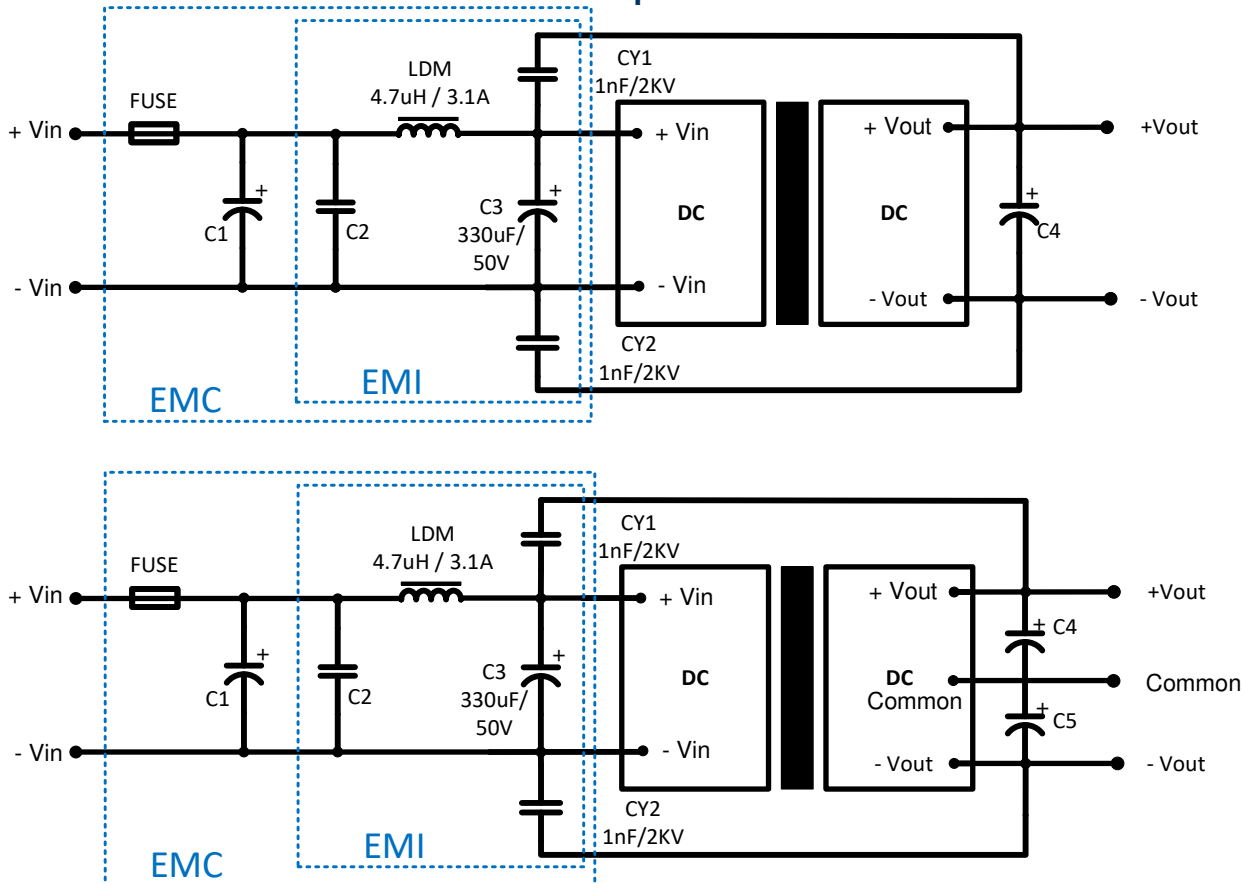 CY1
1nF/2KV
LDM
4.7uH / 3.1A
FUSE
+ Vin
+ Vin
+ Vout
+Vout
+
+
+
C1
C2
C3
330uF/
50V
DC
DC
C4
- Vin
- Vin
- Vout
- Vout
CY2
1nF/2KV
EMI
EMC
CY1
1nF/2KV
LDM
4.7uH / 3.1A
FUSE
+ Vin
+ Vin
+ Vout
+Vout
+ C4
+
+
C1
C2
C3
330uF/
50V
DC
DC
Common
Common
+
C5
- Vin
- Vin
- Vout
- Vout
CY2
1nF/2KV
EMI
EMC